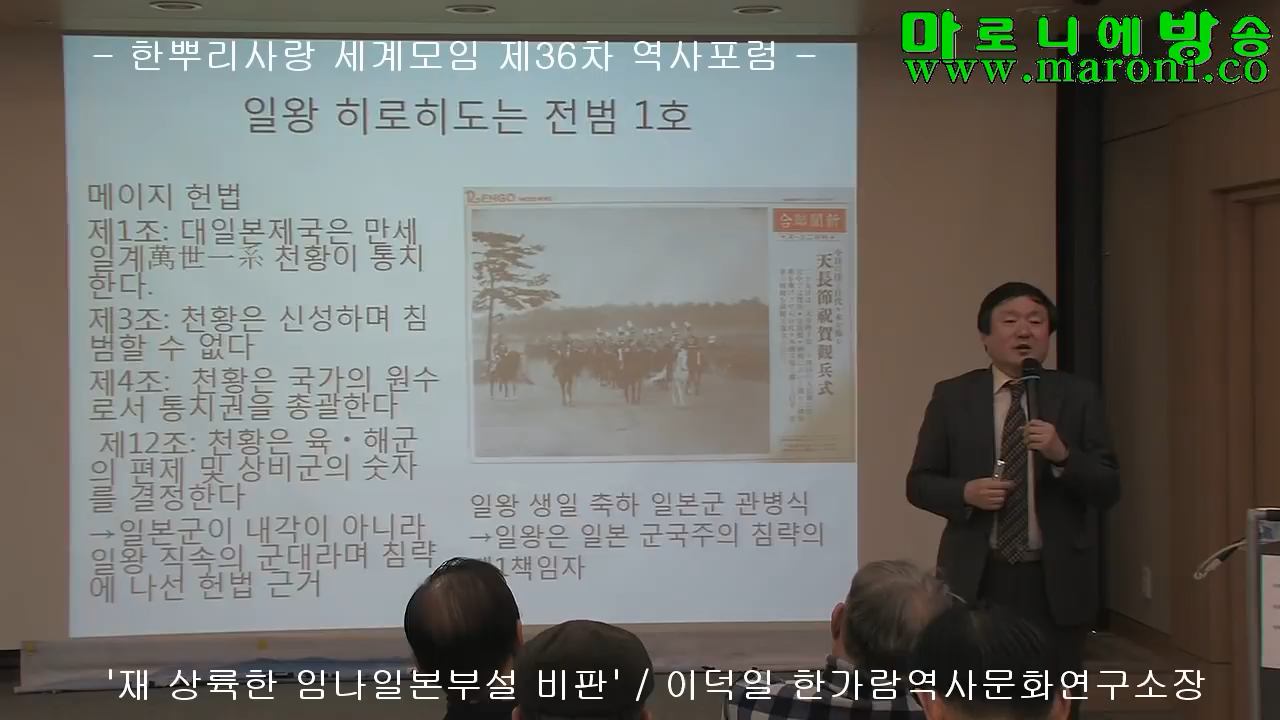 - 한뿌리사랑 세계모임 제36차 역사포럼 -
마로니에방송
www.maroni.co
일왕 히로히도는 전범 1호
메이지 헌법
제1조: 대일본제국은 만세
일계萬世一系 천황이 통치
한다.
제3조: 천황은 신성하며 침
범할 수 없다
제4조: 천황은 국가의 원수
로서 통치권을 총괄한다
제12조: 천황은 육・해군
의 편제 및 상비군의 숫자
를 결정한다
→일본군이 내각이 아니라
일왕 직속의 군대라며 침략
에 나선 헌법 근거
RENGO
新聞聯合
天長節祝賀觀兵式
일왕 생일 축하 일본군 관병식
→일왕은 일본 군국주의 침략의
제1책임자
'재 상륙한 임나일본부설 비판' / 이덕일 한가람역사문화연구소장